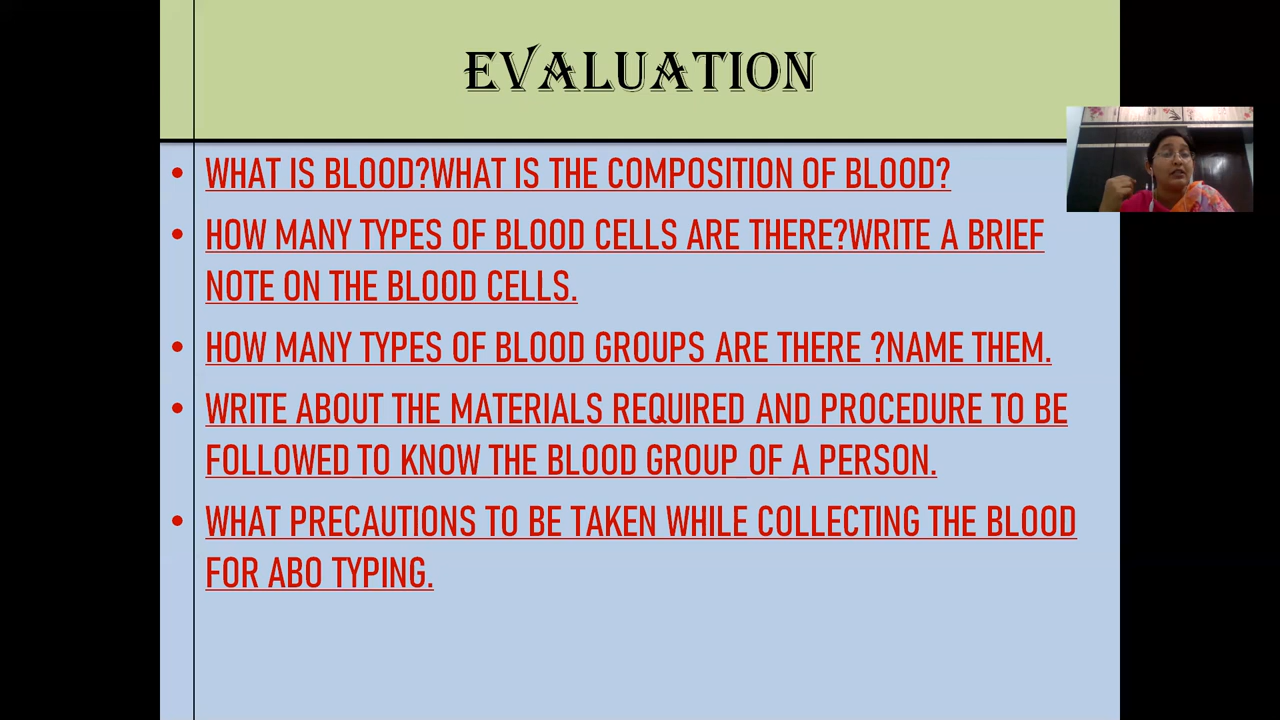 EVALUATION
• WHAT IS BLOOD?WHAT IS THE COMPOSITION OF BLOOD?
• HOW MANY TYPES OF BLOOD CELLS ARE THERE?WRITE A BRIEF
NOTE ON THE BLOOD CELLS.
• HOW MANY TYPES OF BLOOD GROUPS ARE THERE ?NAME THEM.
• WRITE ABOUT THE MATERIALS REQUIRED AND PROCEDURE TO BE
FOLLOWED TO KNOW THE BLOOD GROUP OF A PERSON.
• WHAT PRECAUTIONS TO BE TAKEN WHILE COLLECTING THE BLOOD
FOR ABO TYPING.